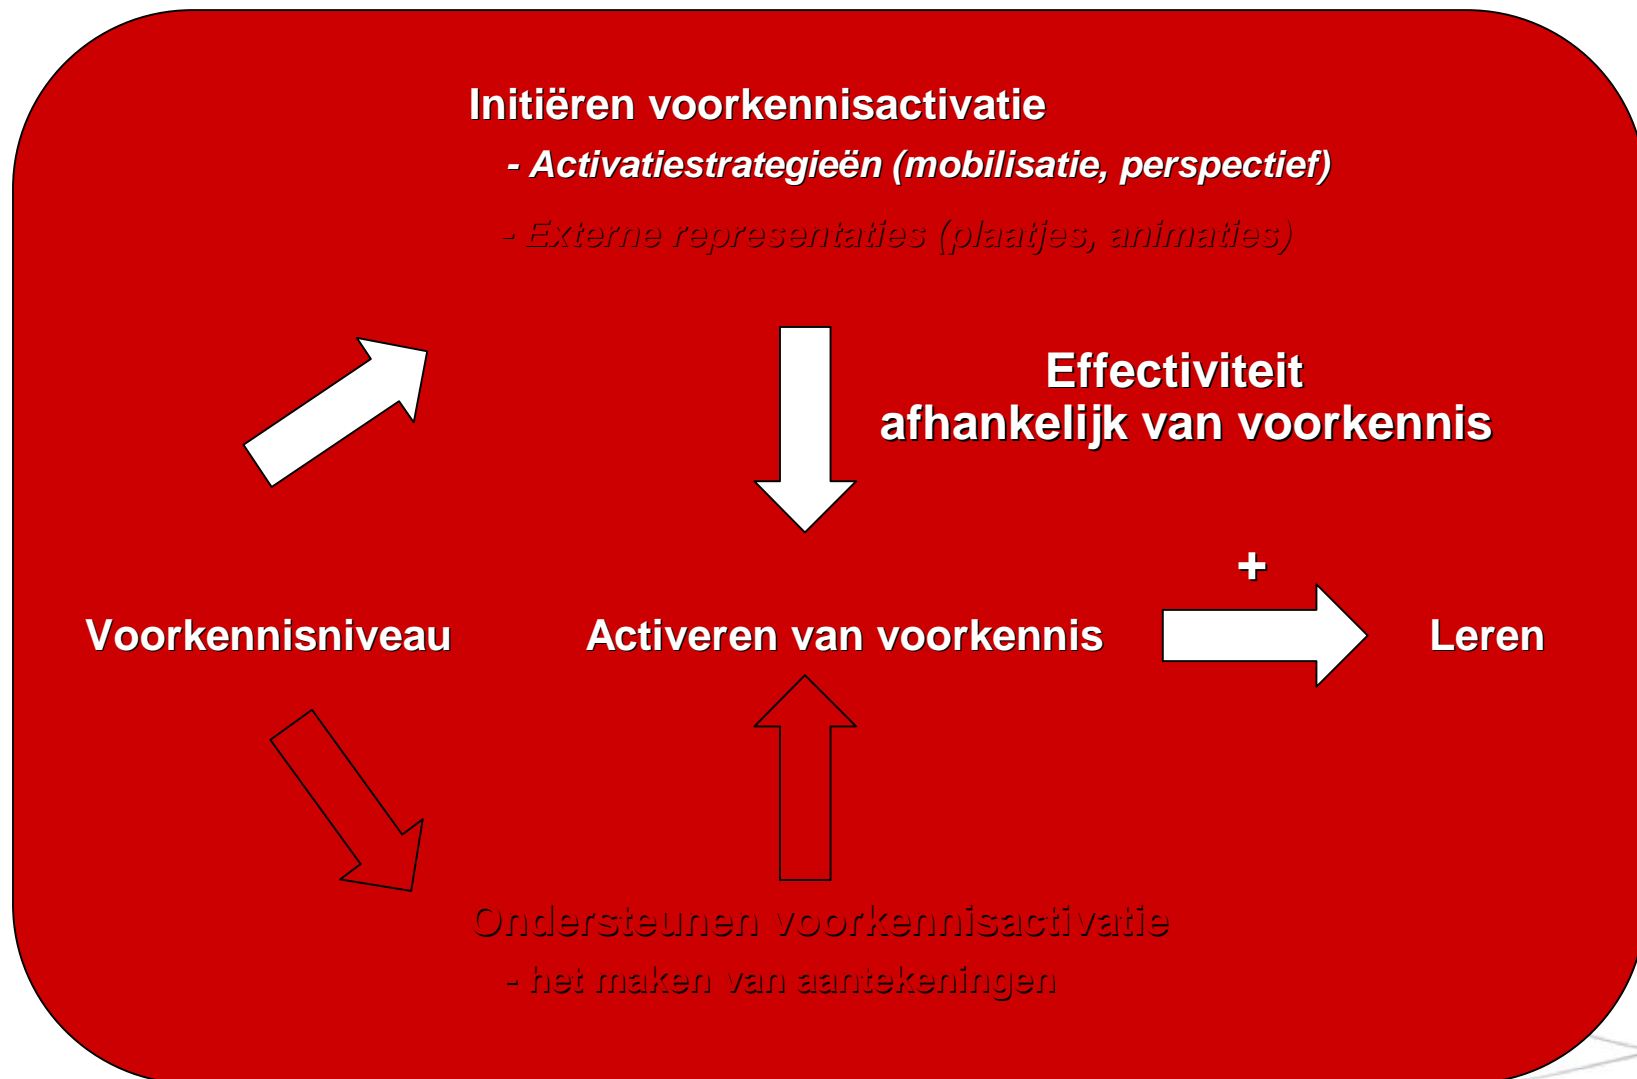 Initiëren voorkennisactivatie
- Activatiestrategieën (mobilisatie, perspectief)
- Externe representaties (plaatjes, animaties)
Effectiviteit
afhankelijk van voorkennis
+
Voorkennisniveau
Activeren van voorkennis
Leren
Ondersteunen voorkennisactivatie
- het maken van aantekeningen